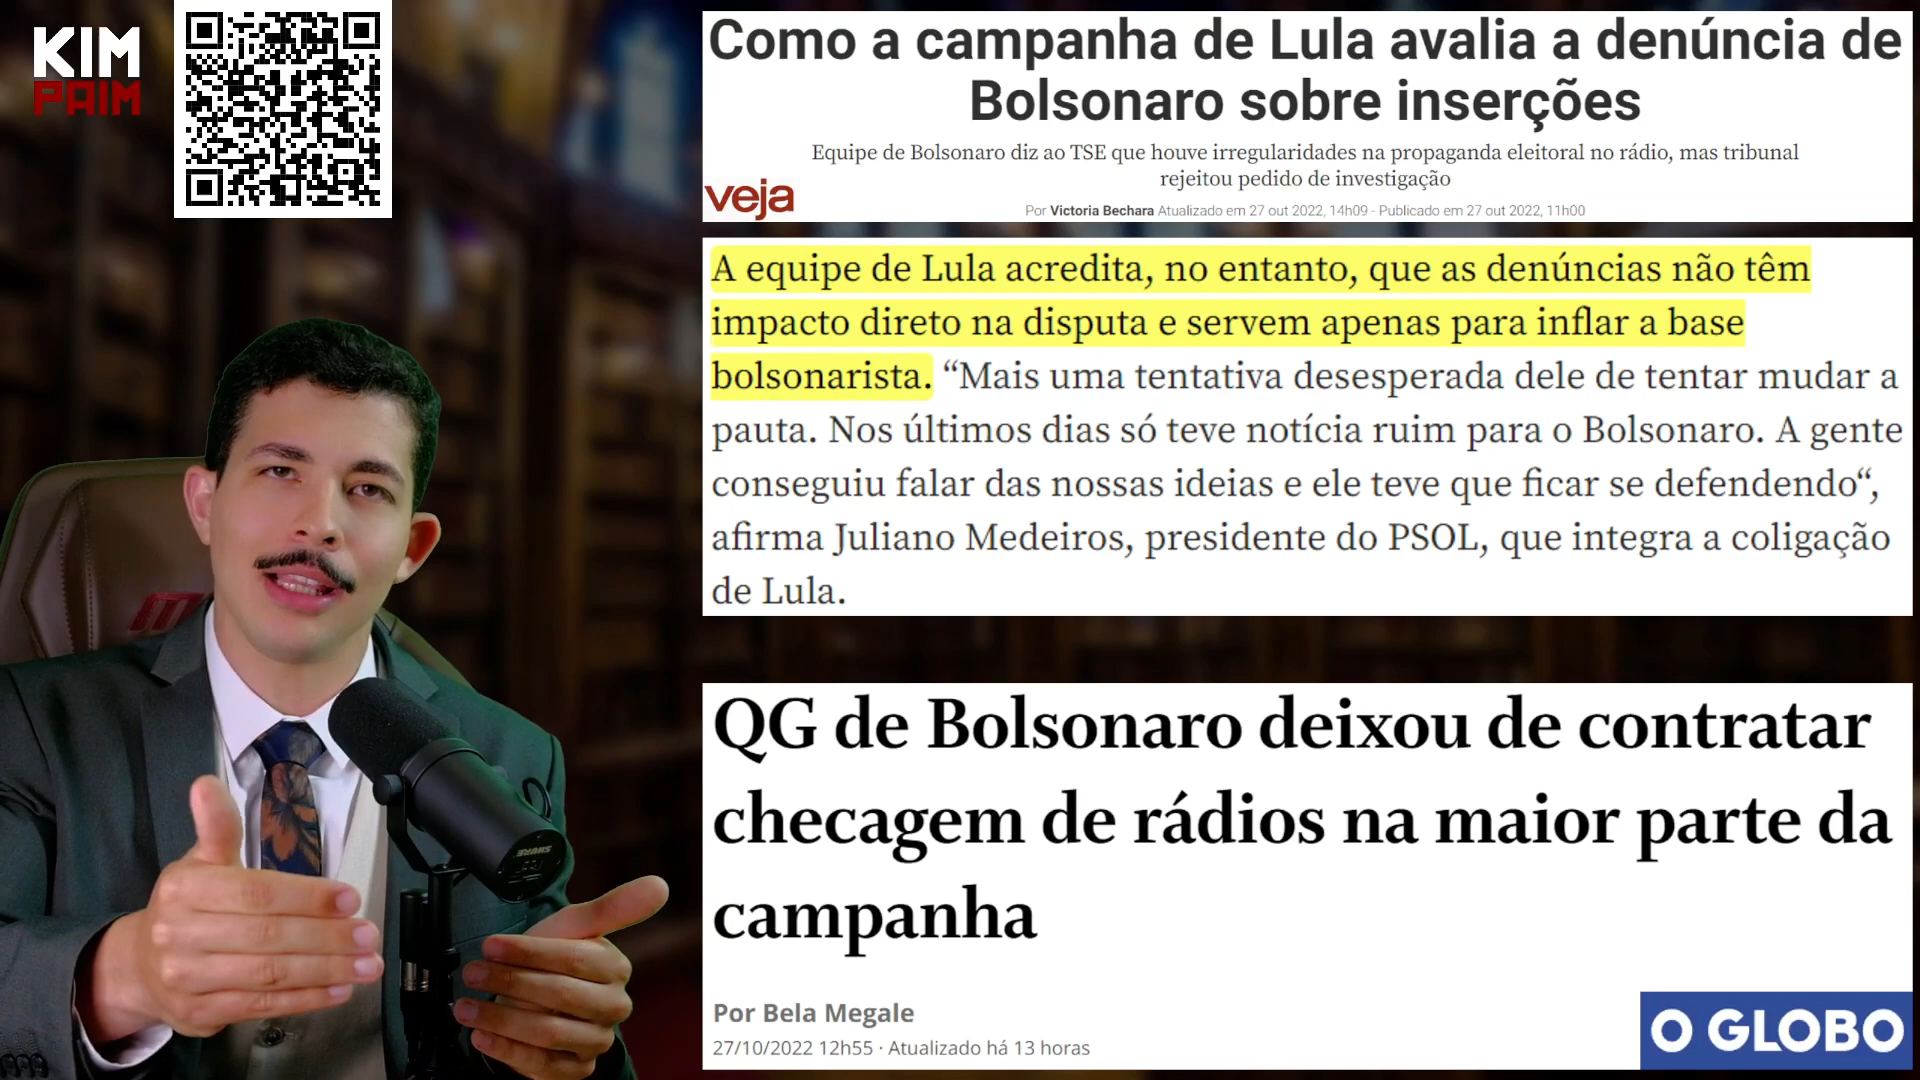 KIM
PAIM
Como a campanha de Lula avalia a denúncia de
Bolsonaro sobre inserções
Equipe de Bolsonaro diz ao TSE que houve irregularidades na propaganda eleitoral no rádio, mas tribunal
rejeitou pedido de investigação
veja
Por Victoria Bechara Atualizado em 27 out 2022, 14h09 - Publicado em 27 out 2022, 11h00
A equipe de Lula acredita, no entanto, que as denúncias não têm
impacto direto na disputa e servem apenas para inflar a base
bolsonarista. “Mais uma tentativa desesperada dele de tentar mudar a
pauta. Nos últimos dias só teve notícia ruim para o Bolsonaro. A gente
conseguiu falar das nossas ideias e ele teve que ficar se defendendo“,
afirma Juliano Medeiros, presidente do PSOL, que integra a coligação
de Lula.
QG de Bolsonaro deixou de contratar
checagem de rádios na maior parte da
campanha
Por Bela Megale
27/10/2022 12h55 · Atualizado há 13 horas
O GLOBO
SHURE